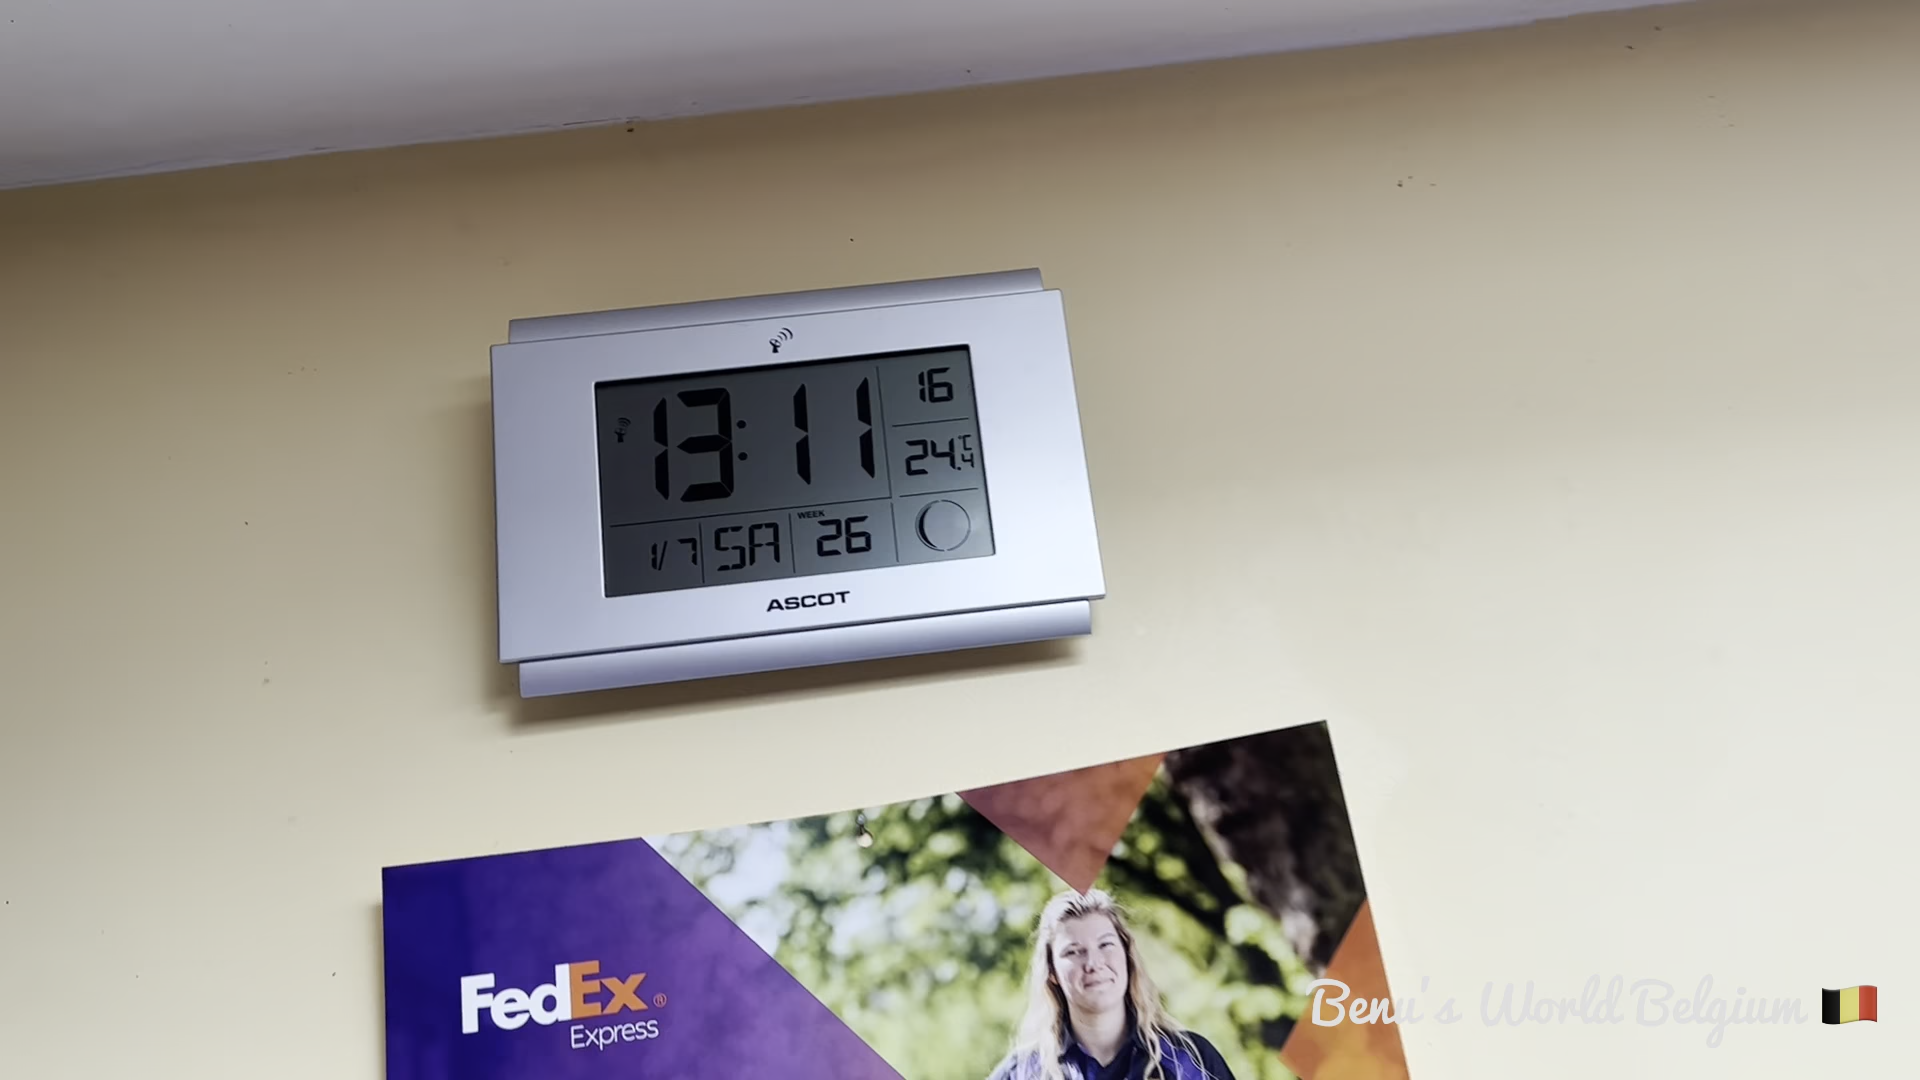 13:11
16
24.4 °C
1/7
SA
WEEK
26
ASCOT
FedEx®
Express
Benu's World Belgium 🇧🇪